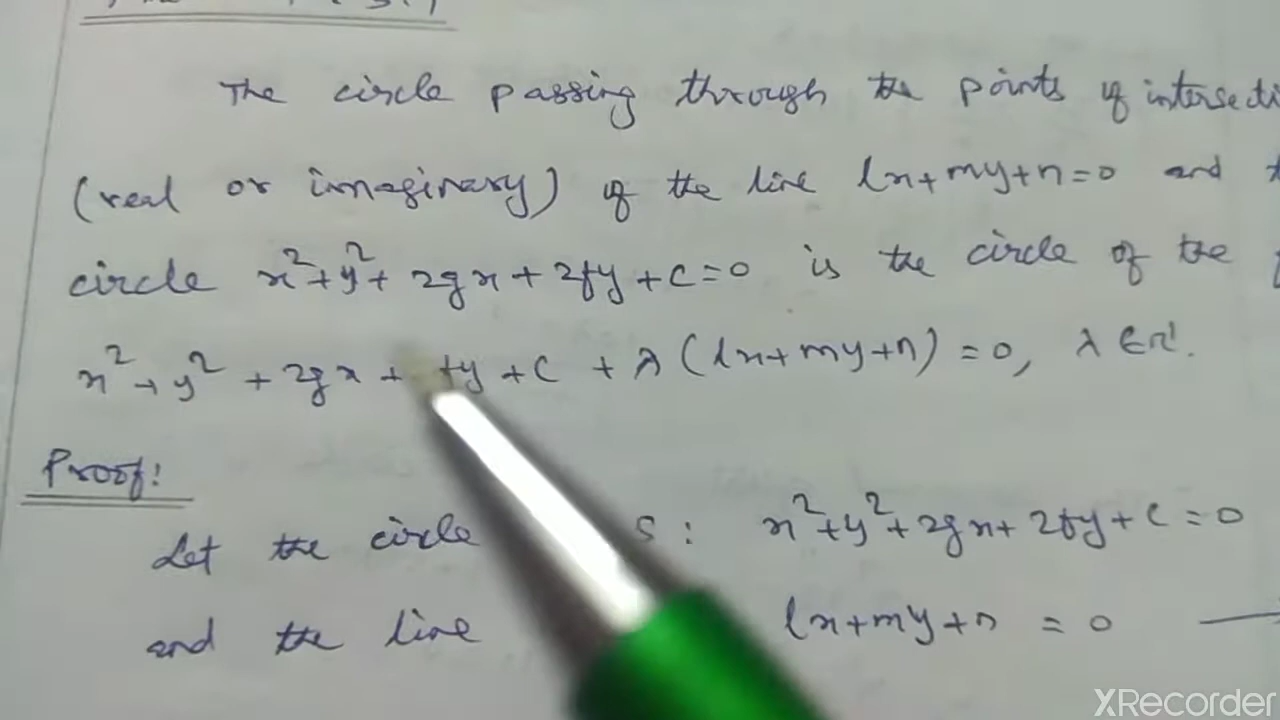 The circle passing through the points of intersecti
(real or imaginary) of the line lx+my+n=0 and
circle x²+y²+ 2gx + 2fy + c = 0 is the circle of the
x² + y² + 2gx + fy + c + λ (lx+my+n) = 0, λ ∈ ℝ.
Proof:
Let the circle S: x²+y²+2gx+2fy+c=0
and the line lx+my+n = 0
XRecorder